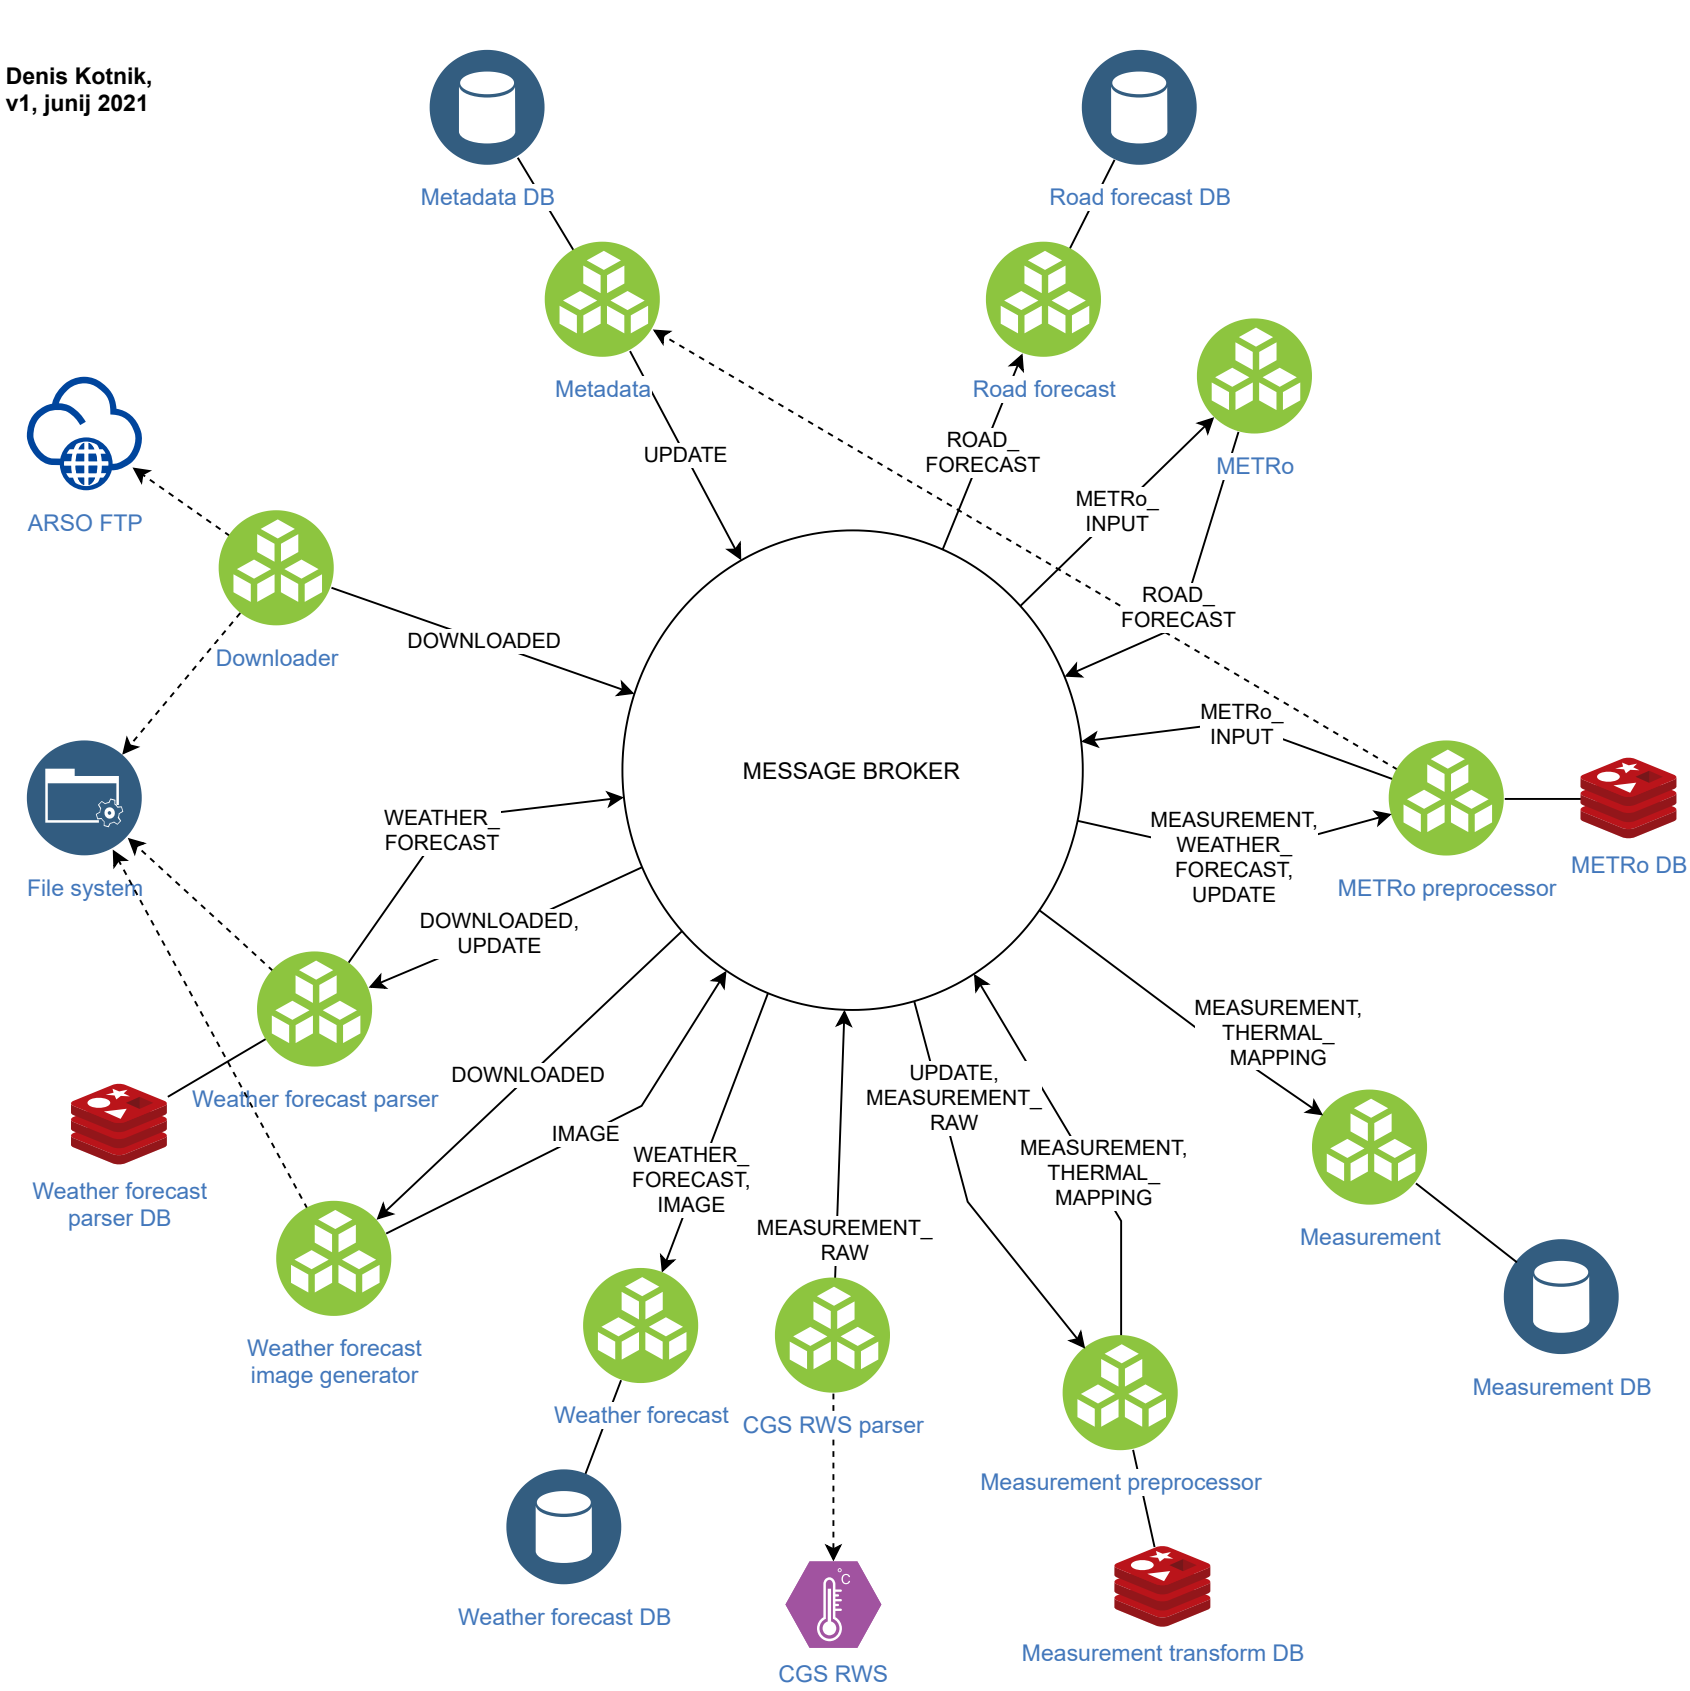 Denis Kotnik,
v1, junij 2021
Metadata DB
Road forecast DB
Metadata
Road forecast
METRo
UPDATE
ROAD_
FORECAST
METRo_
INPUT
ARSO FTP
ROAD_
FORECAST
Downloader
DOWNLOADED
METRo_
INPUT
MESSAGE BROKER
WEATHER_
FORECAST
MEASUREMENT,
WEATHER_
FORECAST,
UPDATE
METRo preprocessor
METRo DB
File system
DOWNLOADED,
UPDATE
MEASUREMENT,
THERMAL_
MAPPING
Weather forecast parser
DOWNLOADED
UPDATE,
MEASUREMENT_
RAW
IMAGE
WEATHER_
FORECAST,
IMAGE
MEASUREMENT,
THERMAL_
MAPPING
Weather forecast
parser DB
MEASUREMENT_
RAW
Measurement
Weather forecast
image generator
Measurement DB
Weather forecast
CGS RWS parser
Measurement preprocessor
°C
Weather forecast DB
CGS RWS
Measurement transform DB